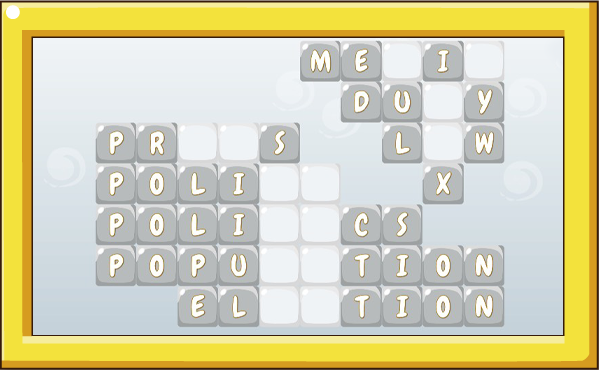 ME I
DU Y
PR S L W
POLI X
POLI CS
POPU TION
EL TION